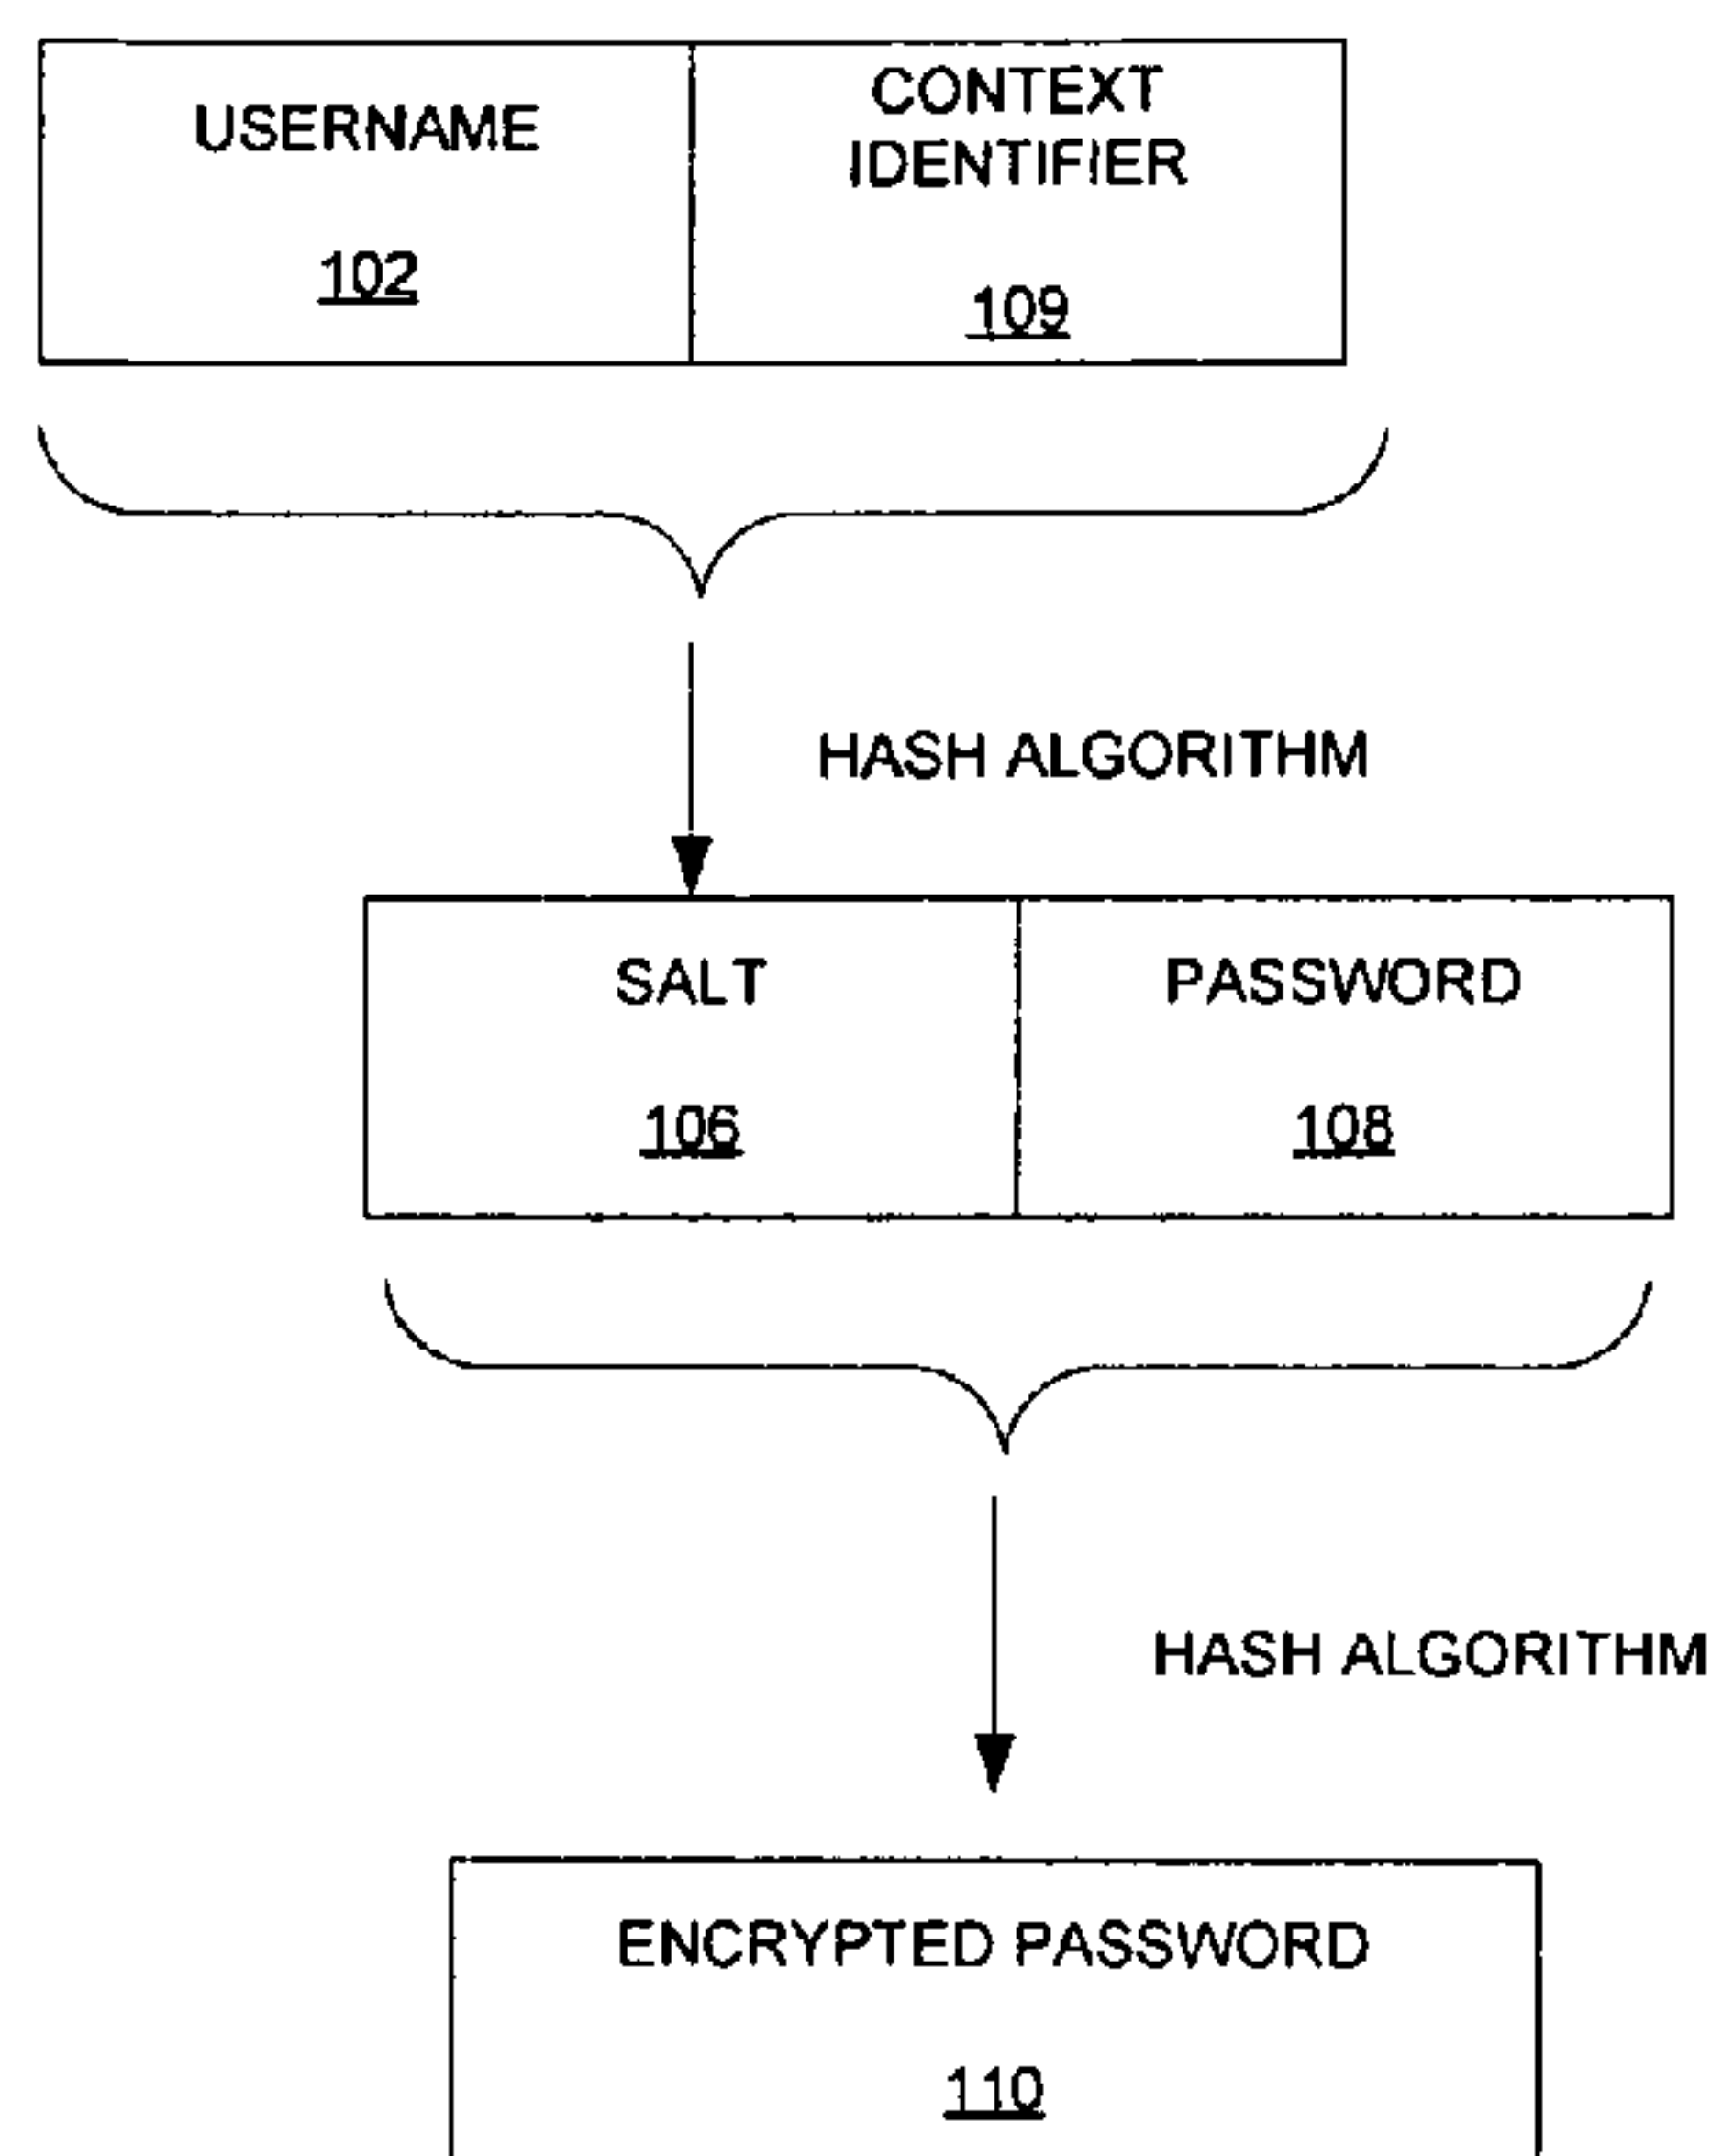 USERNAME
102
CONTEXT
IDENTIFIER
109
HASH ALGORITHM
SALT
106
PASSWORD
108
HASH ALGORITHM
ENCRYPTED PASSWORD
110